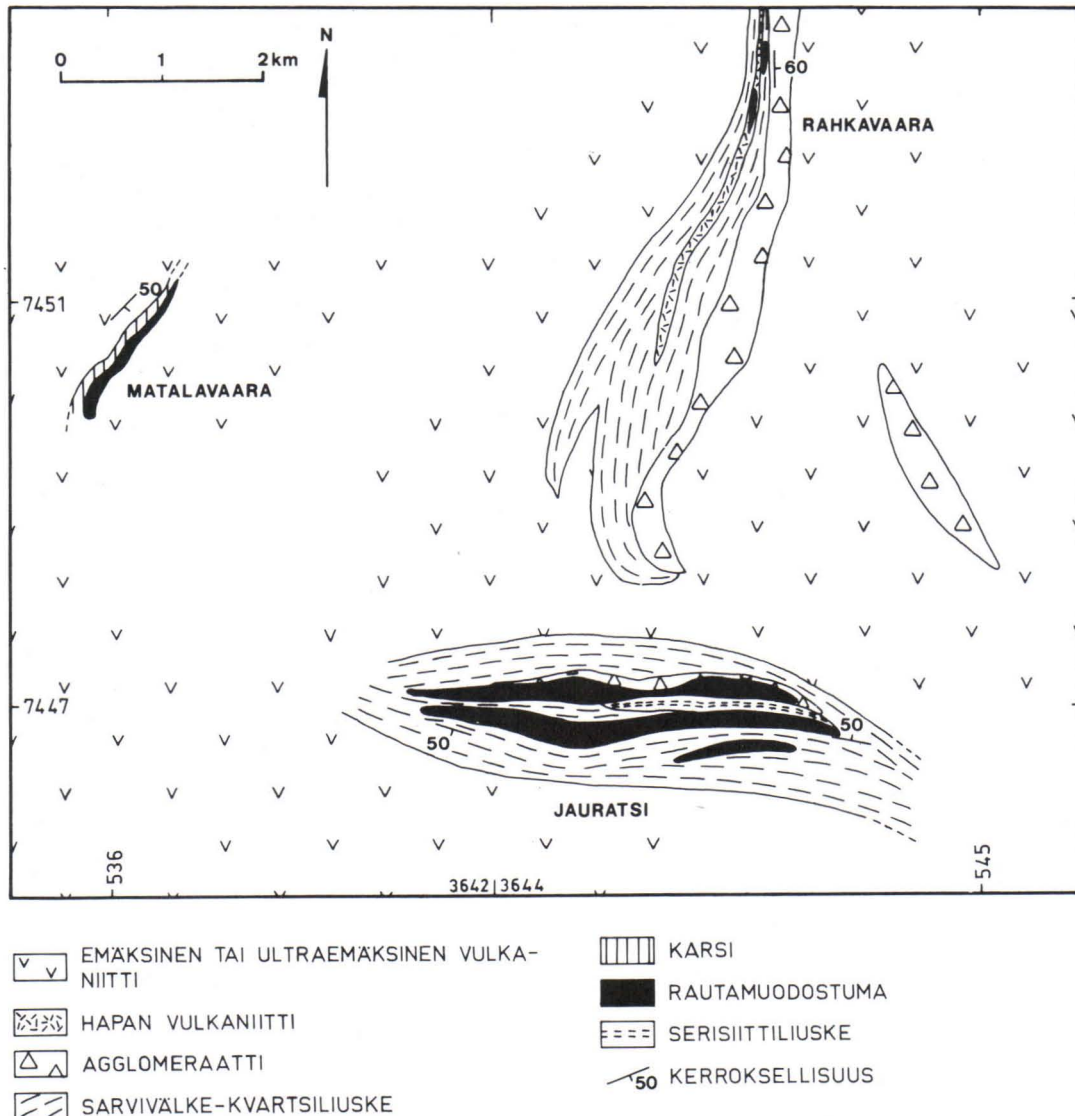 N
0 1 2 km
60
RAHKAVAARA
50
7451
MATALAVAARA
7447
50
50
JAURATSI
536
3642 3644
545
EMÄKSINEN TAI ULTRAEMÄKSINEN VULKA-
NIITTI
HAPAN VULKANIITTI
AGGLOMERAATTI
SARVIVÄLKE-KVARTSILIUSKE
KARSI
RAUTAMUODOSTUMA
SERISIITTILIUSKE
50 KERROKSELLISUUS